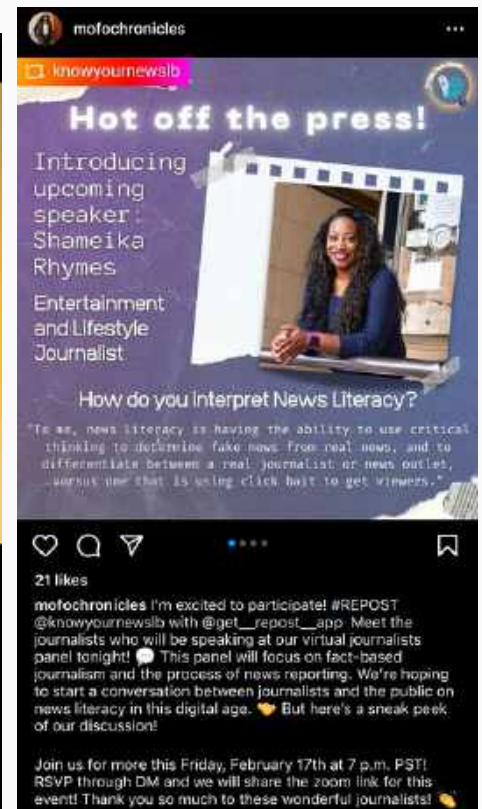 mofochronicles
knowyournewslb
Hot off the press!
Introducing
upcoming
speaker:
Shameika
Rhymes
Entertainment
and Lifestyle
Journalist
How do you Interpret News Literacy?
"To me, news literacy is having the ability to use critical
thinking to determine fake news from real news, and to
differentiate between a real journalist or news outlet,
versus one that is using click bait to get viewers."
21 likes
mofochronicles I'm excited to participate! #REPOST
@knowyournewslb with @get__repost__app Meet the
journalists who will be speaking at our virtual journalists
panel tonight! 💬 This panel will focus on fact-based
journalism and the process of news reporting. We're hoping
to start a conversation between journalists and the public on
news literacy in this digital age. 🤝 But here's a sneak peek
of our discussion!
Join us for more this Friday, February 17th at 7 p.m. PST!
RSVP through DM and we will share the zoom link for this
event! Thank you so much to these wonderful journalists! 👏